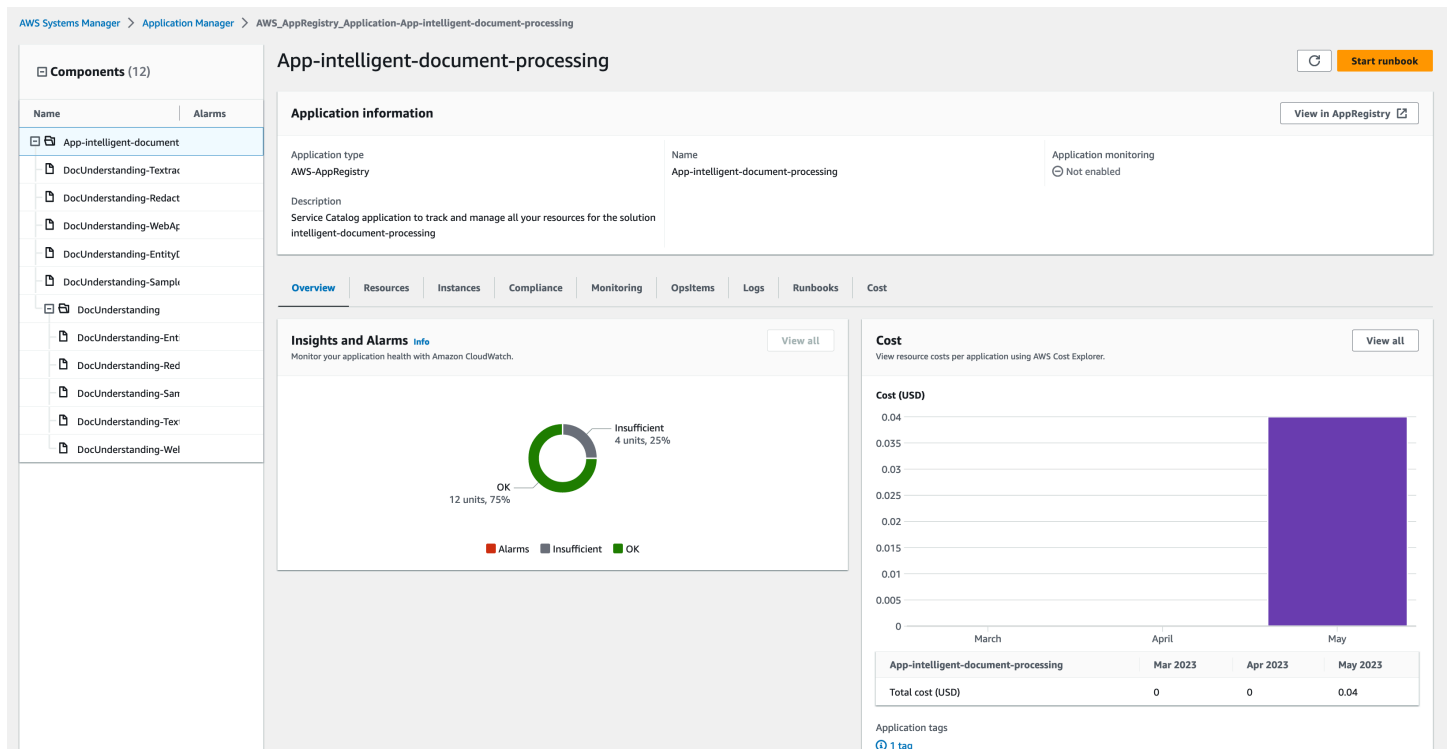 AWS Systems Manager > Application Manager > AWS_AppRegistry_Application-App-intelligent-document-processing
Components (12)
Name Alarms
App-intelligent-document
DocUnderstanding-Textrac
DocUnderstanding-Redact
DocUnderstanding-WebAp
DocUnderstanding-EntityD
DocUnderstanding-Sample
DocUnderstanding
DocUnderstanding-Enti
DocUnderstanding-Red
DocUnderstanding-Sam
DocUnderstanding-Text
DocUnderstanding-Wel
App-intelligent-document-processing
Start runbook
Application information
View in AppRegistry
Application type
AWS-AppRegistry
Name
App-intelligent-document-processing
Application monitoring
Not enabled
Description
Service Catalog application to track and manage all your resources for the solution
intelligent-document-processing
Overview Resources Instances Compliance Monitoring OpsItems Logs Runbooks Cost
Insights and Alarms Info
Monitor your application health with Amazon CloudWatch.
View all
Insufficient
4 units, 25%
OK
12 units, 75%
Alarms Insufficient OK
Cost
View resource costs per application using AWS Cost Explorer.
View all
Cost (USD)
0.04
0.035
0.03
0.025
0.02
0.015
0.01
0.005
0
March April May
App-intelligent-document-processing Mar 2023 Apr 2023 May 2023
Total cost (USD) 0 0 0.04
Application tags
1 tag